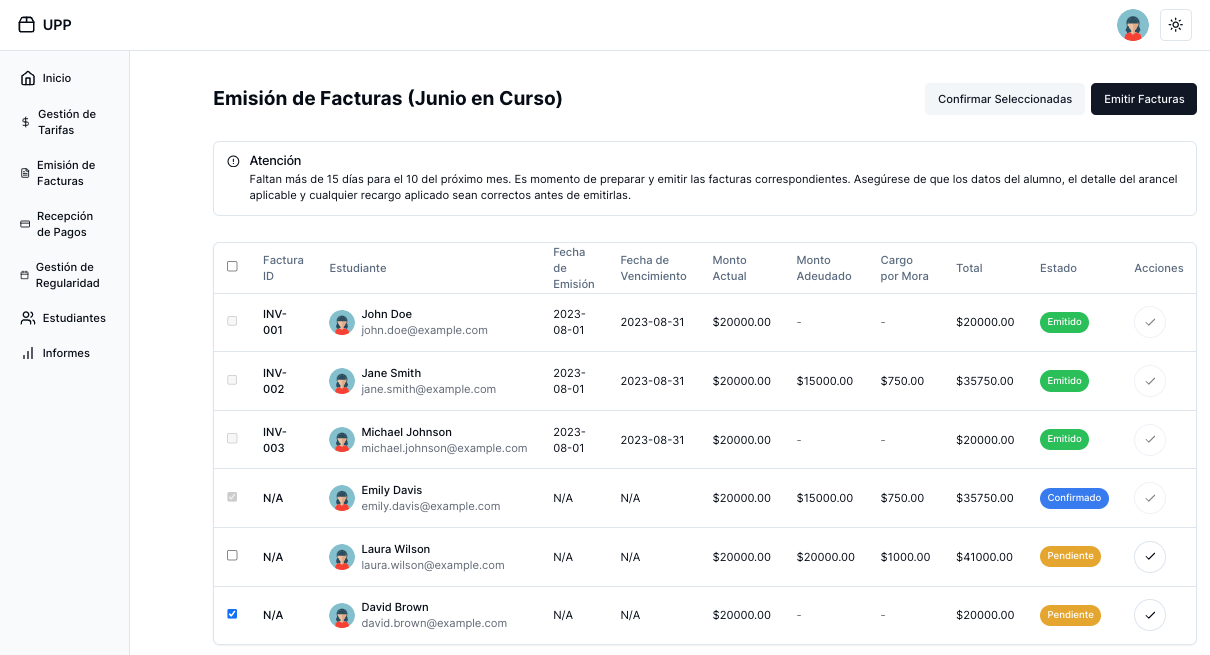 UPP
Inicio
Gestión de
Tarifas
Emisión de
Facturas
Recepción
de Pagos
Gestión de
Regularidad
Estudiantes
Informes
Emisión de Facturas (Junio en Curso)
Confirmar Seleccionadas
Emitir Facturas
Atención
Faltan más de 15 días para el 10 del próximo mes. Es momento de preparar y emitir las facturas correspondientes. Asegúrese de que los datos del alumno, el detalle del arancel
aplicable y cualquier recargo aplicado sean correctos antes de emitirlas.
Factura
ID
Estudiante
Fecha
de
Emisión
Fecha de
Vencimiento
Monto
Actual
Monto
Adeudado
Cargo
por Mora
Total
Estado
Acciones
INV-
001
John Doe
john.doe@example.com
2023-
08-01
2023-08-31
$20000.00
-
-
$20000.00
Emitido
INV-
002
Jane Smith
jane.smith@example.com
2023-
08-01
2023-08-31
$20000.00
$15000.00
$750.00
$35750.00
Emitido
INV-
003
Michael Johnson
michael.johnson@example.com
2023-
08-01
2023-08-31
$20000.00
-
-
$20000.00
Emitido
N/A
Emily Davis
emily.davis@example.com
N/A
N/A
$20000.00
$15000.00
$750.00
$35750.00
Confirmado
N/A
Laura Wilson
laura.wilson@example.com
N/A
N/A
$20000.00
$20000.00
$1000.00
$41000.00
Pendiente
N/A
David Brown
david.brown@example.com
N/A
N/A
$20000.00
-
-
$20000.00
Pendiente